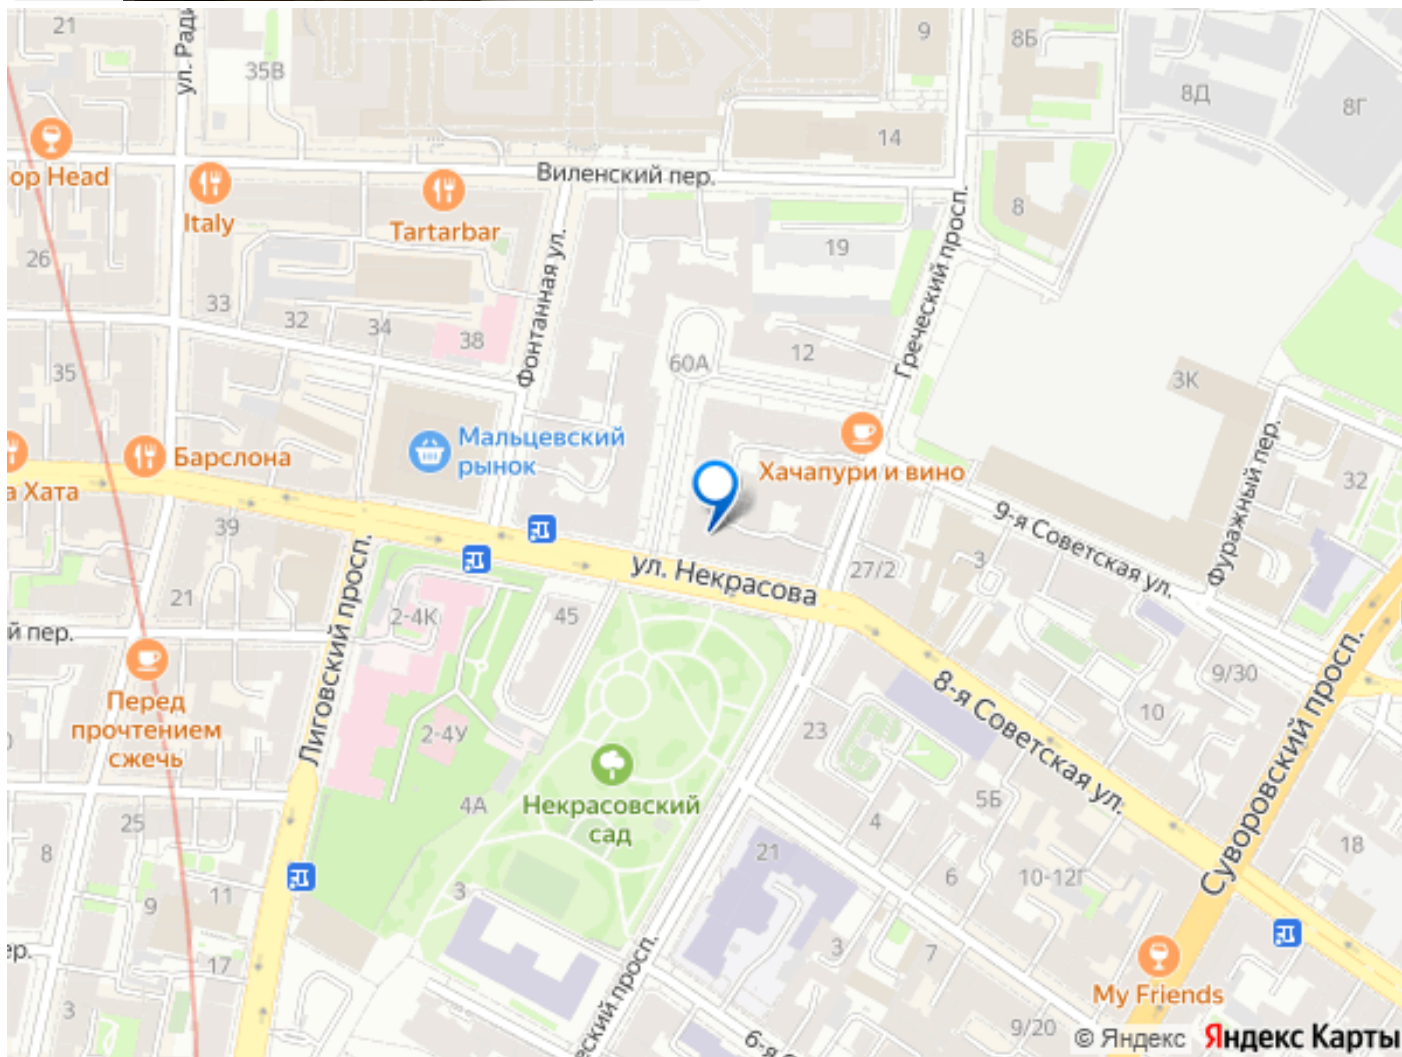 21
ул. Ради
35В
9
8Б
8Д
8Г
14
op Head
Italy
Tartarbar
Виленский пер.
8
19
26
33
32
34
38
Фонтанная ул.
Греческий просп.
12
60А
35
3К
Мальцевский
рынок
Барслона
а Хата
Хачапури и вино
32
Фуражный пер.
9-я Советская ул.
39
3
27/2
ул. Некрасова
21
2-4К
45
й пер.
Лиговский просп.
Перед
прочтением
сжечь
2-4У
8-я Советская ул.
9/30
10
23
Суворовский просп.
4А
Некрасовский
сад
5Б
4
25
8
21
18
6
10-12Г
3
9
11
3
7
ер.
17
My Friends
3
еский просп.
6-я С
9/20
© Яндекс Яндекс Карты